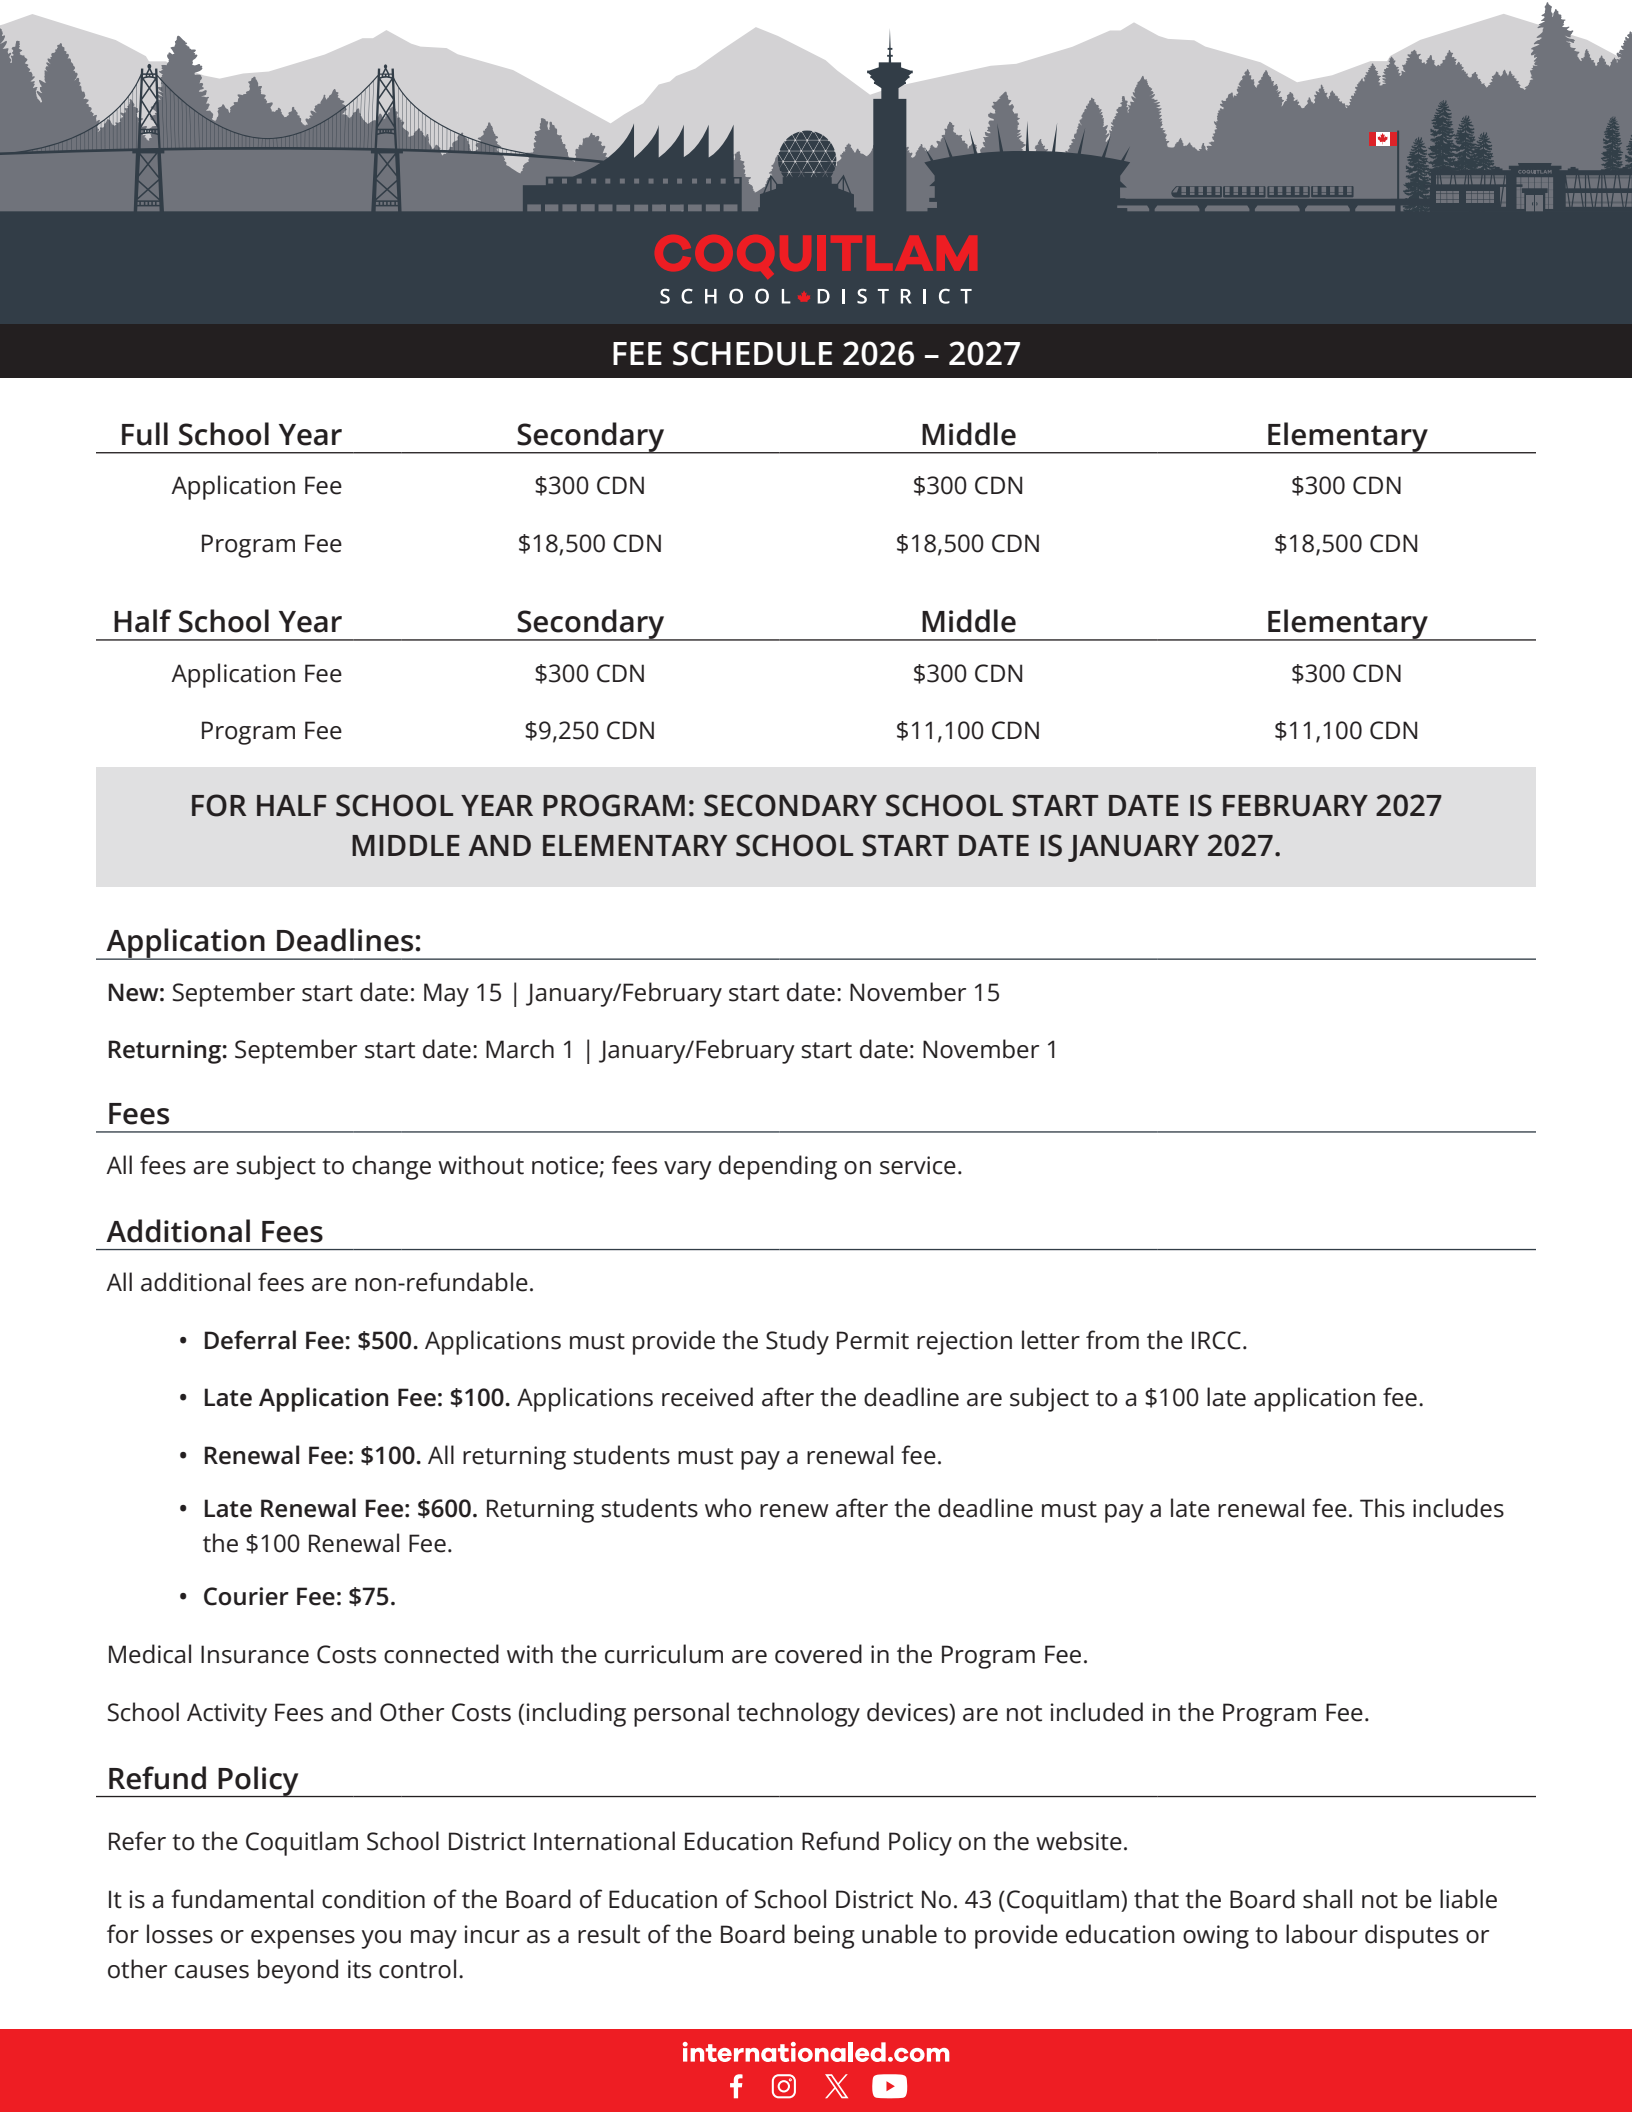 COQUITLAM
COQUITLAM
SCHOOL DISTRICT
FEE SCHEDULE 2026 – 2027
Full School Year Secondary Middle Elementary
Application Fee $300 CDN $300 CDN $300 CDN
Program Fee $18,500 CDN $18,500 CDN $18,500 CDN
Half School Year Secondary Middle Elementary
Application Fee $300 CDN $300 CDN $300 CDN
Program Fee $9,250 CDN $11,100 CDN $11,100 CDN
FOR HALF SCHOOL YEAR PROGRAM: SECONDARY SCHOOL START DATE IS FEBRUARY 2027
MIDDLE AND ELEMENTARY SCHOOL START DATE IS JANUARY 2027.
Application Deadlines:
New: September start date: May 15 | January/February start date: November 15
Returning: September start date: March 1 | January/February start date: November 1
Fees
All fees are subject to change without notice; fees vary depending on service.
Additional Fees
All additional fees are non-refundable.
• Deferral Fee: $500. Applications must provide the Study Permit rejection letter from the IRCC.
• Late Application Fee: $100. Applications received after the deadline are subject to a $100 late application fee.
• Renewal Fee: $100. All returning students must pay a renewal fee.
• Late Renewal Fee: $600. Returning students who renew after the deadline must pay a late renewal fee. This includes
the $100 Renewal Fee.
• Courier Fee: $75.
Medical Insurance Costs connected with the curriculum are covered in the Program Fee.
School Activity Fees and Other Costs (including personal technology devices) are not included in the Program Fee.
Refund Policy
Refer to the Coquitlam School District International Education Refund Policy on the website.
It is a fundamental condition of the Board of Education of School District No. 43 (Coquitlam) that the Board shall not be liable
for losses or expenses you may incur as a result of the Board being unable to provide education owing to labour disputes or
other causes beyond its control.
internationaled.com